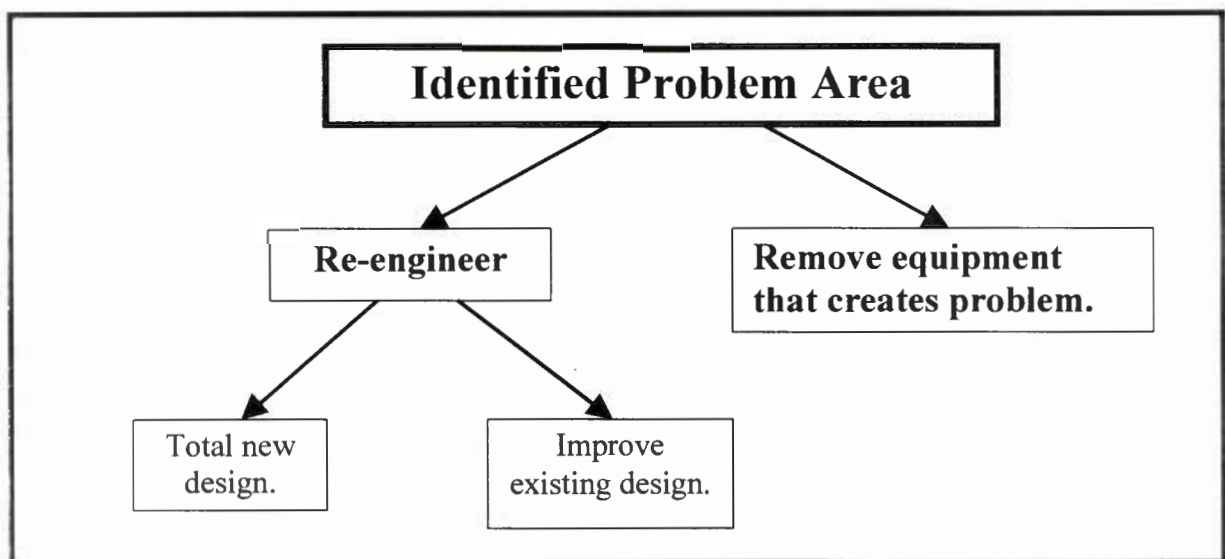 Identified Problem Area
Re-engineer
Remove equipment
that creates problem.
Total new
design.
Improve
existing design.